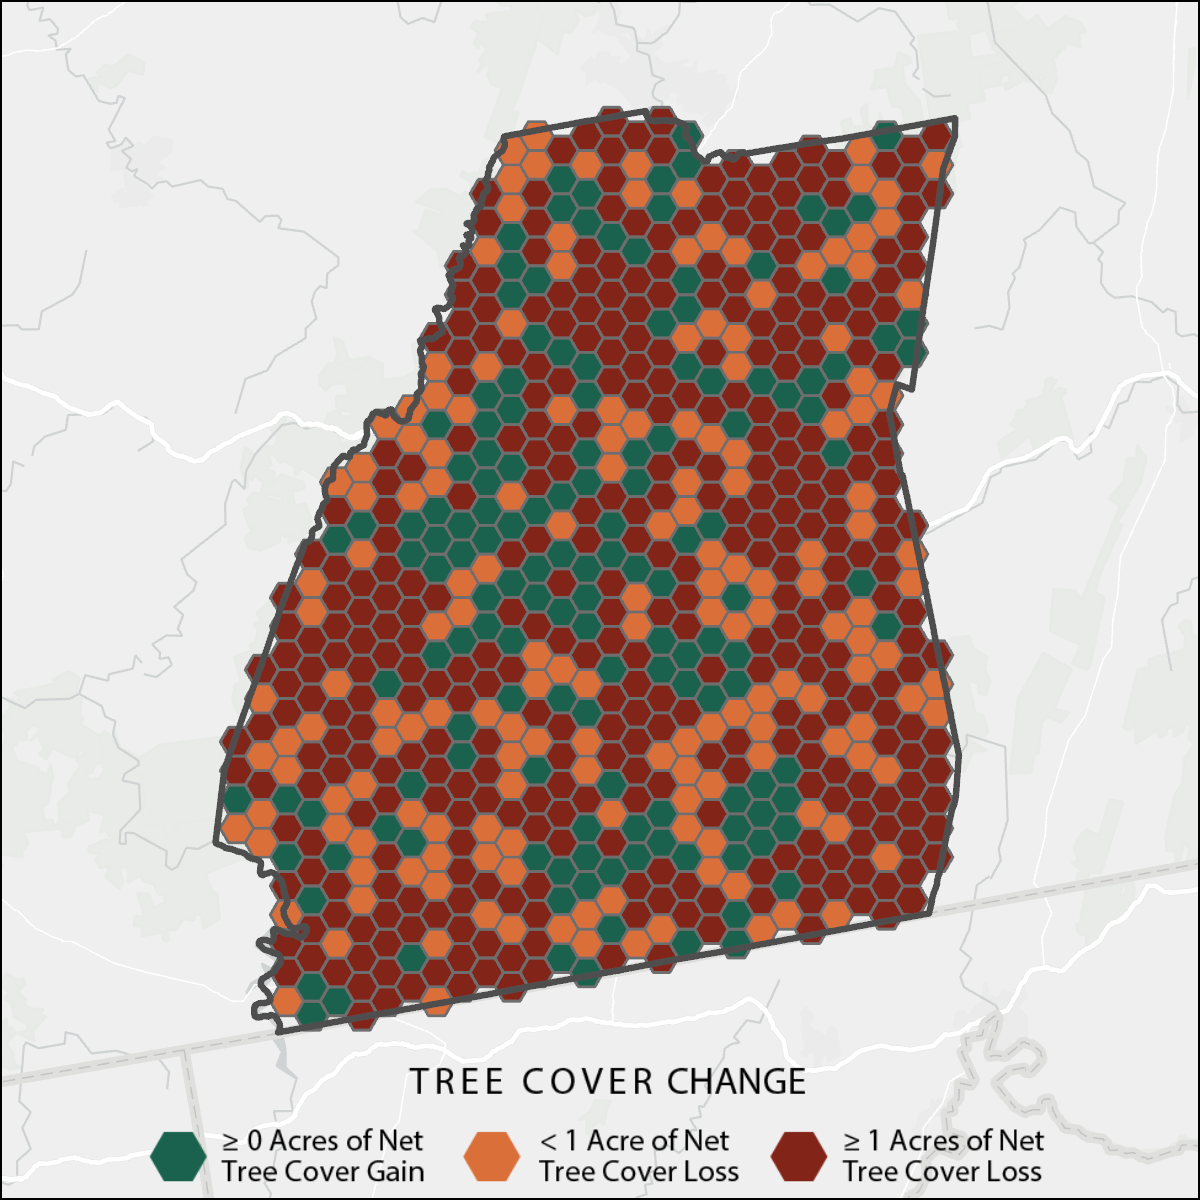 TREE COVER CHANGE
≥ 0 Acres of Net
Tree Cover Gain
< 1 Acre of Net
Tree Cover Loss
≥ 1 Acres of Net
Tree Cover Loss